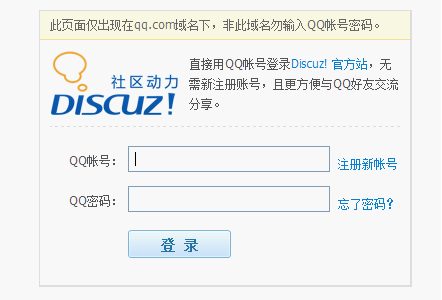 此页面仅出现在qq.com域名下，非此域名勿输入QQ帐号密码。
社区动力
DISCUZ!
直接用QQ帐号登录Discuz! 官方站，无
需新注册账号，且更方便与QQ好友交流
分享。
QQ帐号： 注册新帐号
QQ密码： 忘了密码？
登 录